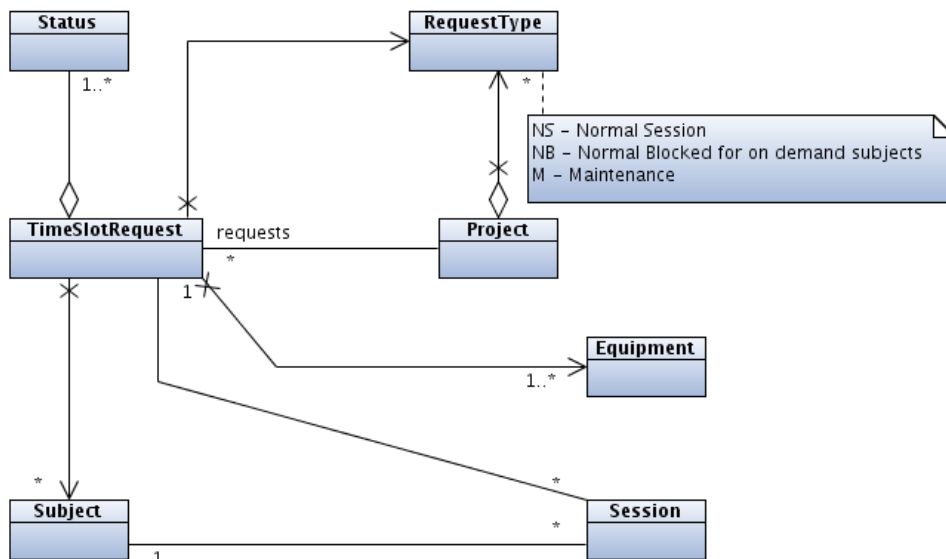 Status
RequestType
1..*
*
NS - Normal Session
NB - Normal Blocked for on demand subjects
M - Maintenance
TimeSlotRequest
requests
*
Project
1
Equipment
1..*
*
*
Subject
*
Session
1